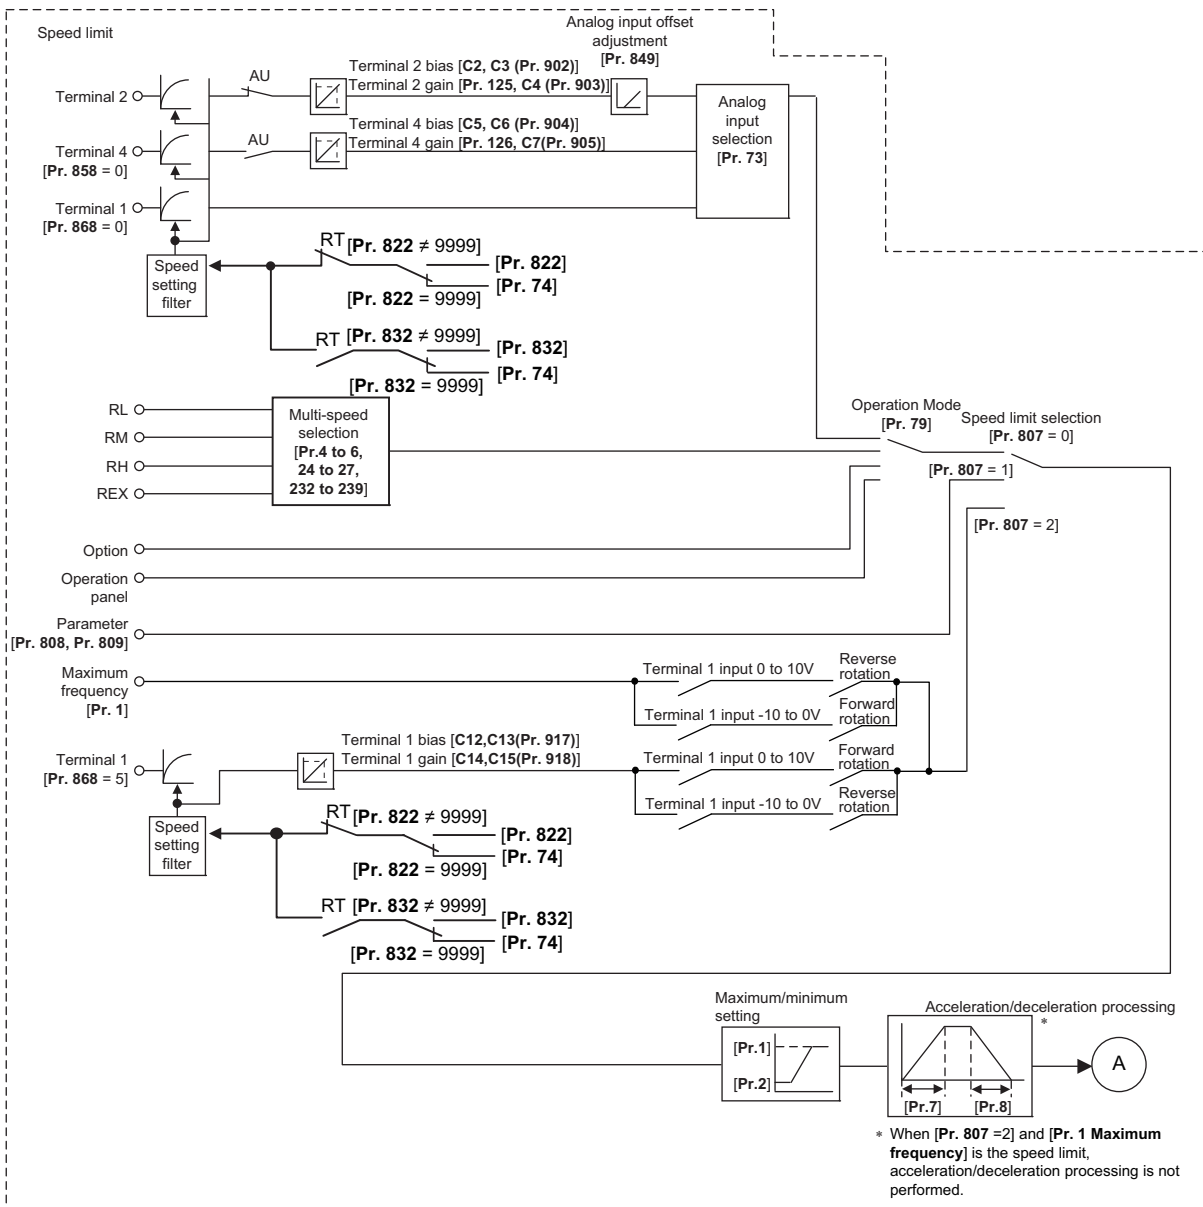 Speed limit
Analog input offset
adjustment
[Pr. 849]
Terminal 2
AU
Terminal 2 bias [C2, C3 (Pr. 902)]
Terminal 2 gain [Pr. 125, C4 (Pr. 903)]
Analog
input
selection
[Pr. 73]
Terminal 4
[Pr. 858 = 0]
AU
Terminal 4 bias [C5, C6 (Pr. 904)]
Terminal 4 gain [Pr. 126, C7(Pr. 905)]
Terminal 1
[Pr. 868 = 0]
Speed
setting
filter
RT [Pr. 822 ≠ 9999]
[Pr. 822]
[Pr. 74]
[Pr. 822 = 9999]
RT [Pr. 832 ≠ 9999]
[Pr. 832]
[Pr. 74]
[Pr. 832 = 9999]
RL
RM
RH
REX
Multi-speed
selection
[Pr.4 to 6,
24 to 27,
232 to 239]
Operation Mode
[Pr. 79]
Speed limit selection
[Pr. 807 = 0]
[Pr. 807 = 1]
[Pr. 807 = 2]
Option
Operation
panel
Parameter
[Pr. 808, Pr. 809]
Maximum
frequency
[Pr. 1]
Terminal 1 input 0 to 10V
Reverse
rotation
Terminal 1 input -10 to 0V
Forward
rotation
Terminal 1
[Pr. 868 = 5]
Terminal 1 bias [C12,C13(Pr. 917)]
Terminal 1 gain [C14,C15(Pr. 918)]
Terminal 1 input 0 to 10V
Forward
rotation
Terminal 1 input -10 to 0V
Reverse
rotation
Speed
setting
filter
RT [Pr. 822 ≠ 9999]
[Pr. 822]
[Pr. 74]
[Pr. 822 = 9999]
RT [Pr. 832 ≠ 9999]
[Pr. 832]
[Pr. 74]
[Pr. 832 = 9999]
Maximum/minimum
setting
[Pr.1]
[Pr.2]
Acceleration/deceleration processing
*
[Pr.7]
[Pr.8]
A
* When [Pr. 807 =2] and [Pr. 1 Maximum
frequency] is the speed limit,
acceleration/deceleration processing is not
performed.